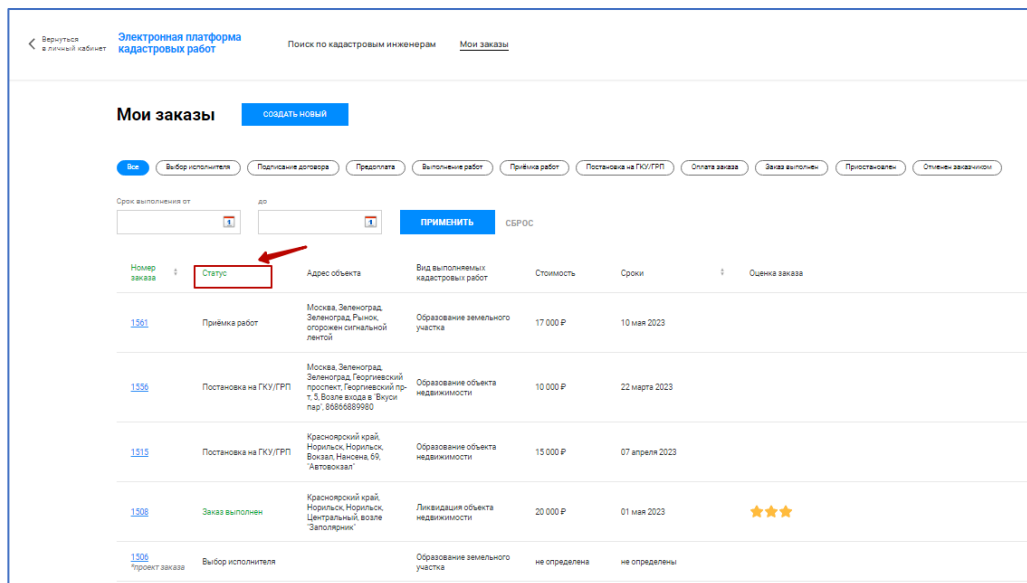 Вернуться
в личный кабинет
Электронная платформа
кадастровых работ
Поиск по кадастровым инженерам
Мои заказы
Мои заказы
СОЗДАТЬ НОВЫЙ
Все
Выбор исполнителя
Подписание договора
Предоплата
Выполнение работ
Приёмка работ
Постановка на ГКУ/ГРП
Оплата заказа
Заказ выполнен
Приостановлен
Отменен заказчиком
Срок выполнения от
до
1
1
ПРИМЕНИТЬ
СБРОС
Номер
заказа
Статус
Адрес объекта
Вид выполняемых
кадастровых работ
Стоимость
Сроки
Оценка заказа
1561
Приёмка работ
Москва, Зеленоград,
Зеленоград, Рынок,
огорожен сигнальной
лентой
Образование земельного
участка
17 000 ₽
10 мая 2023
1556
Постановка на ГКУ/ГРП
Москва, Зеленоград,
Зеленоград, Георгиевский
проспект, Георгиевский пр-
т, 5, Возле входа в "Вкуси
пар", 86866889980
Образование объекта
недвижимости
10 000 ₽
22 марта 2023
1515
Постановка на ГКУ/ГРП
Красноярский край,
Норильск, Норильск,
Вокзал, Нансена, 69,
"Автовокзал"
Образование объекта
недвижимости
15 000 ₽
07 апреля 2023
1508
Заказ выполнен
Красноярский край,
Норильск, Норильск,
Центральный, возле
"Заполярник"
Ликвидация объекта
недвижимости
20 000 ₽
01 мая 2023
1506
*проект заказа
Выбор исполнителя
Образование земельного
участка
не определена
не определены